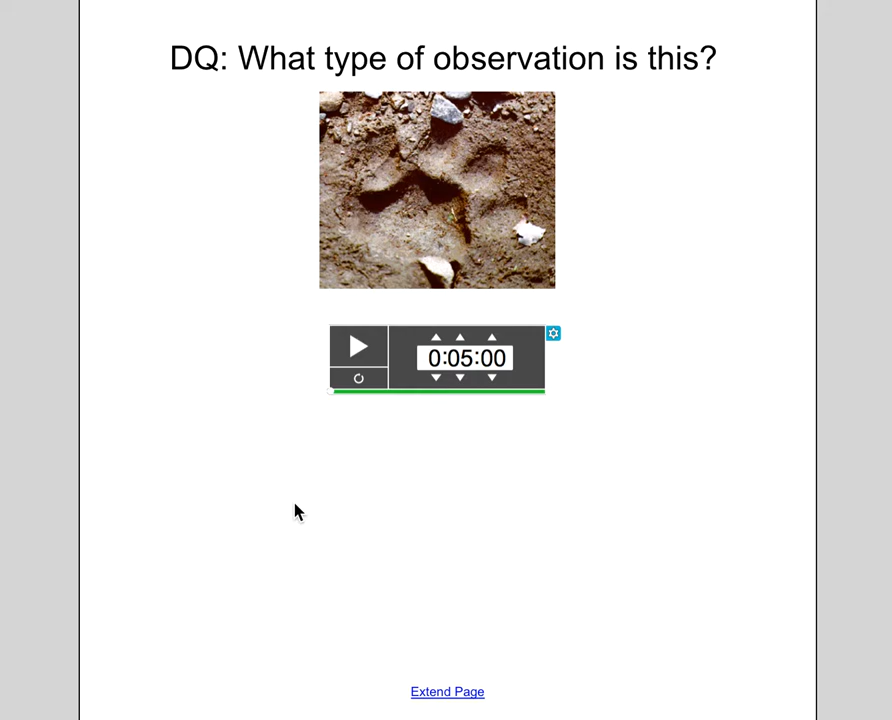 DQ: What type of observation is this?
0:05:00
Extend Page